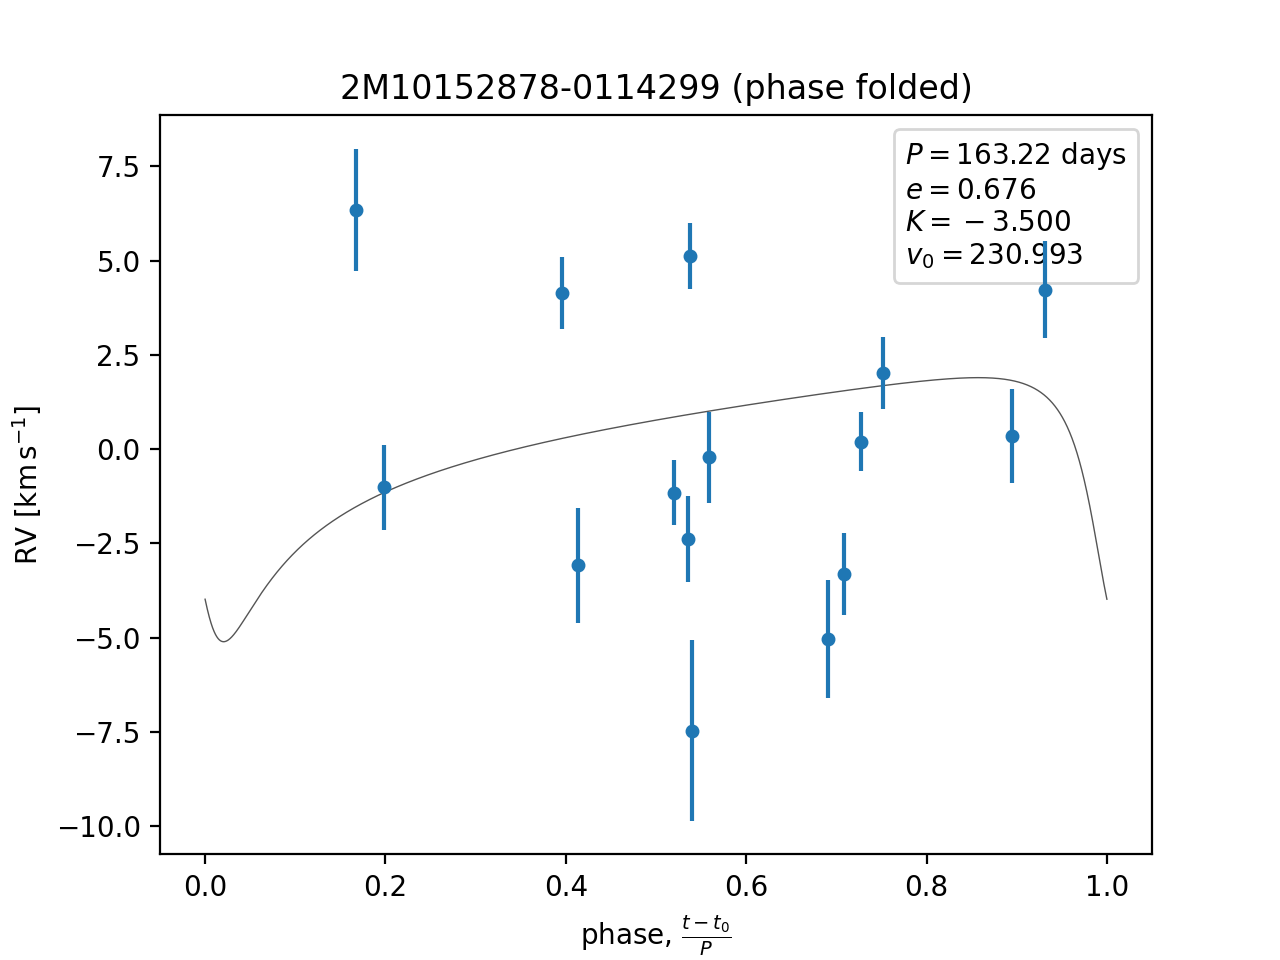 2M10152878-0114299 (phase folded)
P = 163.22 days
e = 0.676
K = −3.500
v₀ = 230.993
7.5
5.0
2.5
0.0
−2.5
−5.0
−7.5
−10.0
RV [km s⁻¹]
0.0 0.2 0.4 0.6 0.8 1.0
phase, (t − t₀)/P